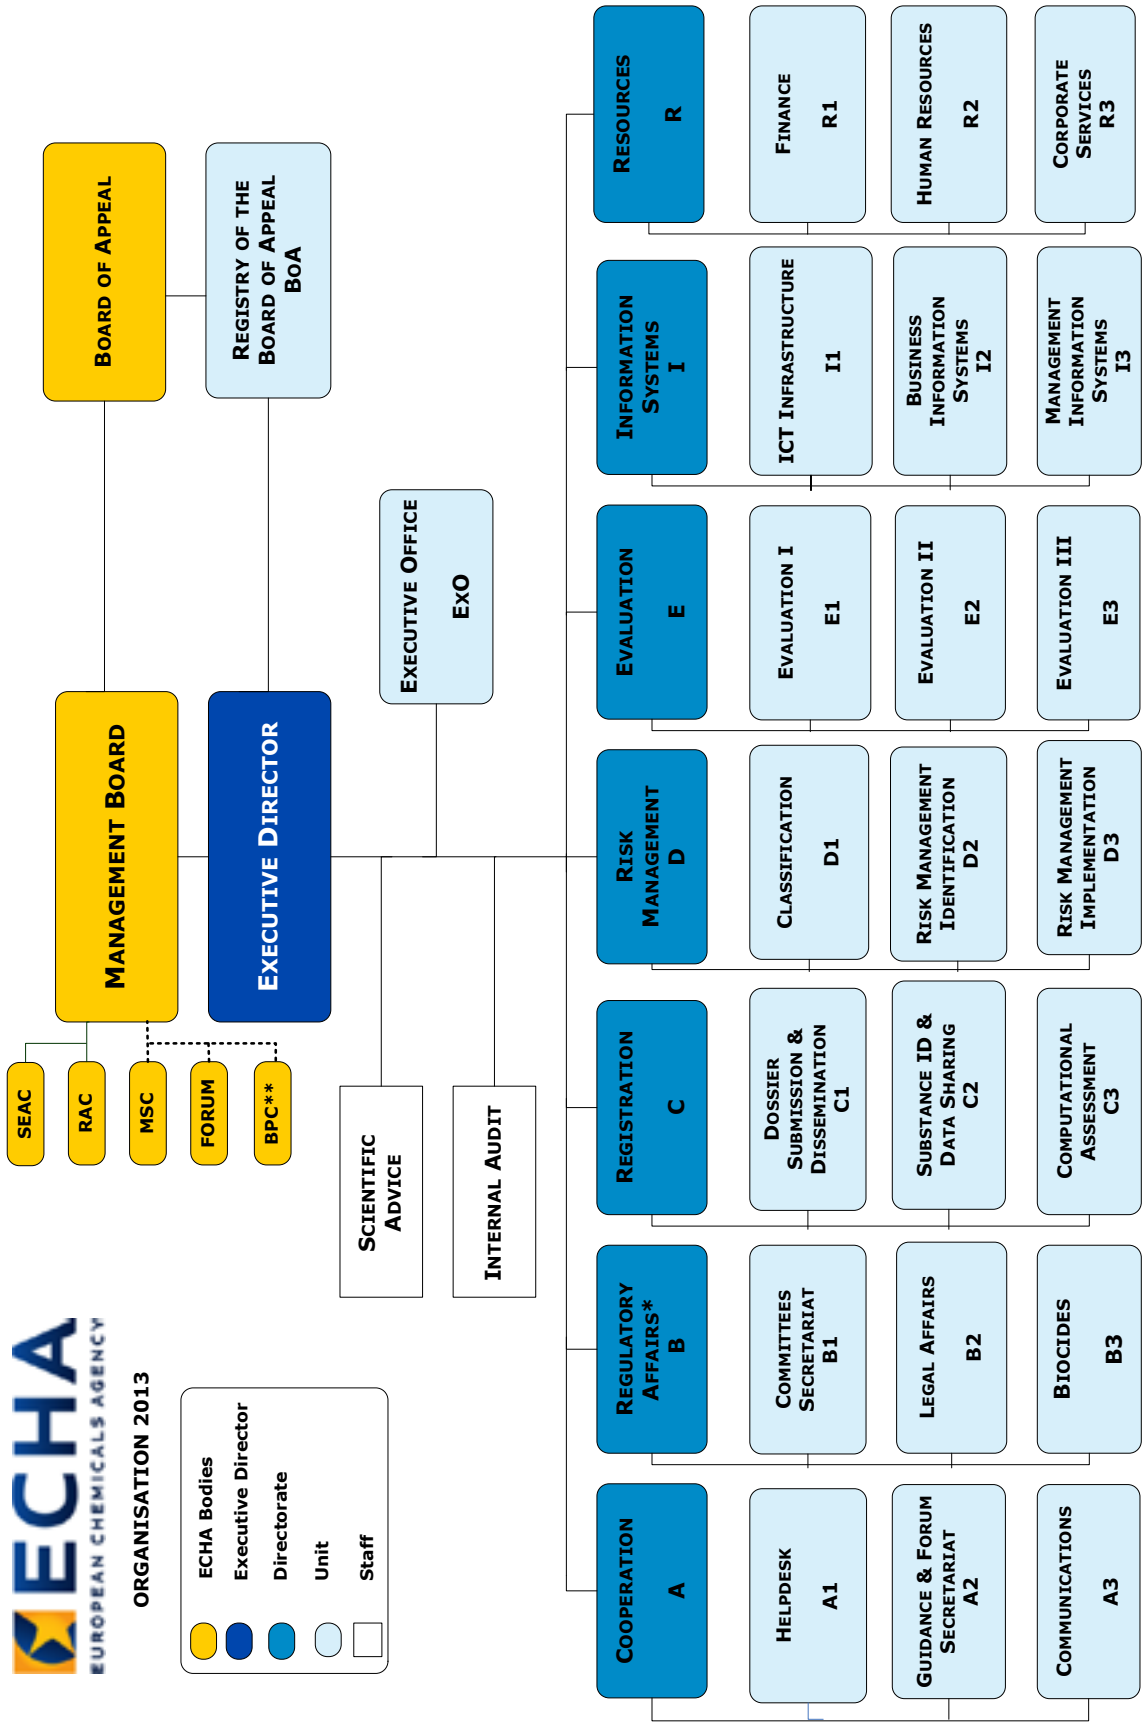 ECHA
EUROPEAN CHEMICALS AGENCY
ORGANISATION 2013
ECHA Bodies
Executive Director
Directorate
Unit
Staff
SEAC
RAC
MSC
FORUM
BPC**
MANAGEMENT BOARD
EXECUTIVE DIRECTOR
BOARD OF APPEAL
REGISTRY OF THE
BOARD OF APPEAL
BOA
SCIENTIFIC
ADVICE
INTERNAL AUDIT
EXECUTIVE OFFICE
EXO
COOPERATION
A
HELPDESK
A1
GUIDANCE & FORUM
SECRETARIAT
A2
COMMUNICATIONS
A3
REGULATORY
AFFAIRS*
B
COMMITTEES
SECRETARIAT
B1
LEGAL AFFAIRS
B2
BIOCIDES
B3
REGISTRATION
C
DOSSIER
SUBMISSION &
DISSEMINATION
C1
SUBSTANCE ID &
DATA SHARING
C2
COMPUTATIONAL
ASSESSMENT
C3
RISK
MANAGEMENT
D
CLASSIFICATION
D1
RISK MANAGEMENT
IDENTIFICATION
D2
RISK MANAGEMENT
IMPLEMENTATION
D3
EVALUATION
E
EVALUATION I
E1
EVALUATION II
E2
EVALUATION III
E3
INFORMATION
SYSTEMS
I
ICT INFRASTRUCTURE
I1
BUSINESS
INFORMATION
SYSTEMS
I2
MANAGEMENT
INFORMATION
SYSTEMS
I3
RESOURCES
R
FINANCE
R1
HUMAN RESOURCES
R2
CORPORATE
SERVICES
R3